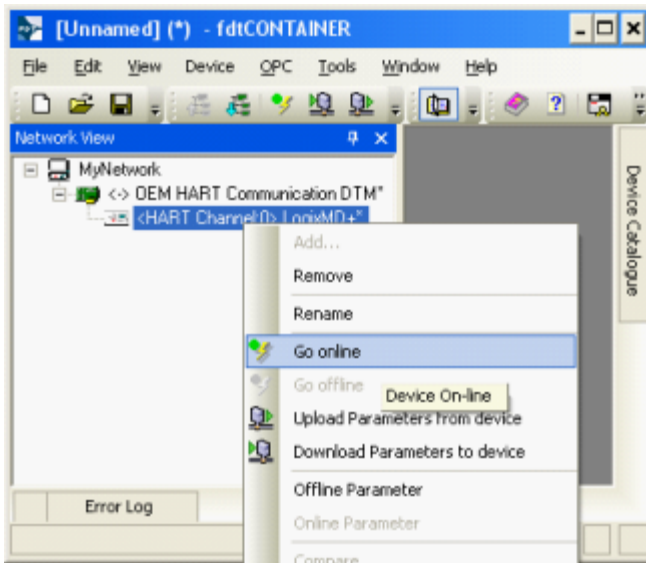 [Unnamed] (*) - fdtCONTAINER
File Edit View Device OPC Tools Window Help
Network View
MyNetwork
<-> OEM HART Communication DTM"
<HART Channel:0> LogixMD+"
Add...
Remove
Rename
Go online
Go offline
Device On-line
Upload Parameters from device
Download Parameters to device
Offline Parameter
Online Parameter
Compare
Error Log
Device Catalogue